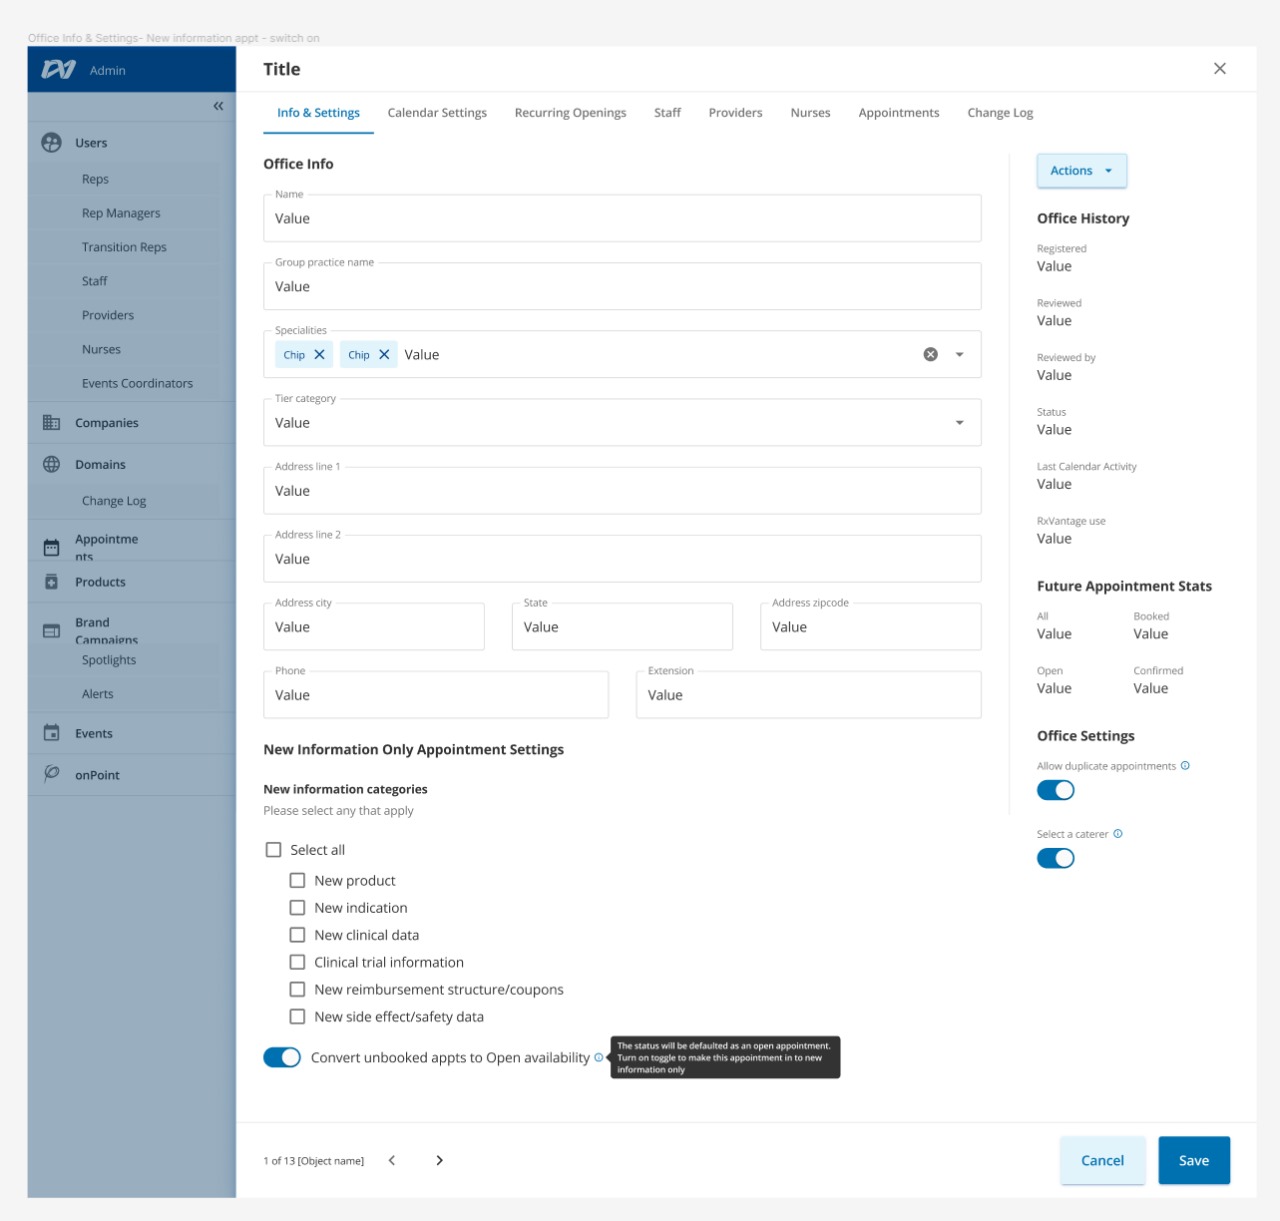 Office Info & Settings- New information appt - switch on
Admin
Title
Info & Settings
Calendar Settings
Recurring Openings
Staff
Providers
Nurses
Appointments
Change Log
Users
Reps
Rep Managers
Transition Reps
Staff
Providers
Nurses
Events Coordinators
Companies
Domains
Change Log
Appointme
nts
Products
Brand
Campaigns
Spotlights
Alerts
Events
onPoint
Office Info
Name
Value
Group practice name
Value
Specialities
Chip
Chip
Value
Tier category
Value
Address line 1
Value
Address line 2
Value
Address city
Value
State
Value
Address zipcode
Value
Phone
Value
Extension
Value
New Information Only Appointment Settings
New information categories
Please select any that apply
Select all
New product
New indication
New clinical data
Clinical trial information
New reimbursement structure/coupons
New side effect/safety data
Convert unbooked appts to Open availability
The status will be defaulted as an open appointment.
Turn on toggle to make this appointment in to new
information only
Actions
Office History
Registered
Value
Reviewed
Value
Reviewed by
Value
Status
Value
Last Calendar Activity
Value
RxVantage use
Value
Future Appointment Stats
All
Value
Booked
Value
Open
Value
Confirmed
Value
Office Settings
Allow duplicate appointments
Select a caterer
1 of 13 [Object name]
Cancel
Save